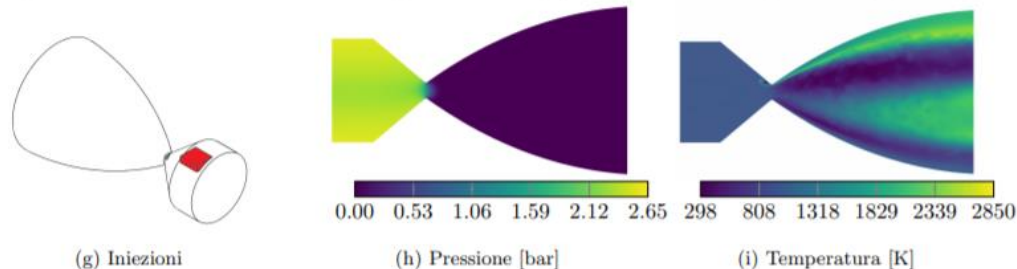 0.00 0.53 1.06 1.59 2.12 2.65
298 808 1318 1829 2339 2850
(g) Iniezioni
(h) Pressione [bar]
(i) Temperatura [K]